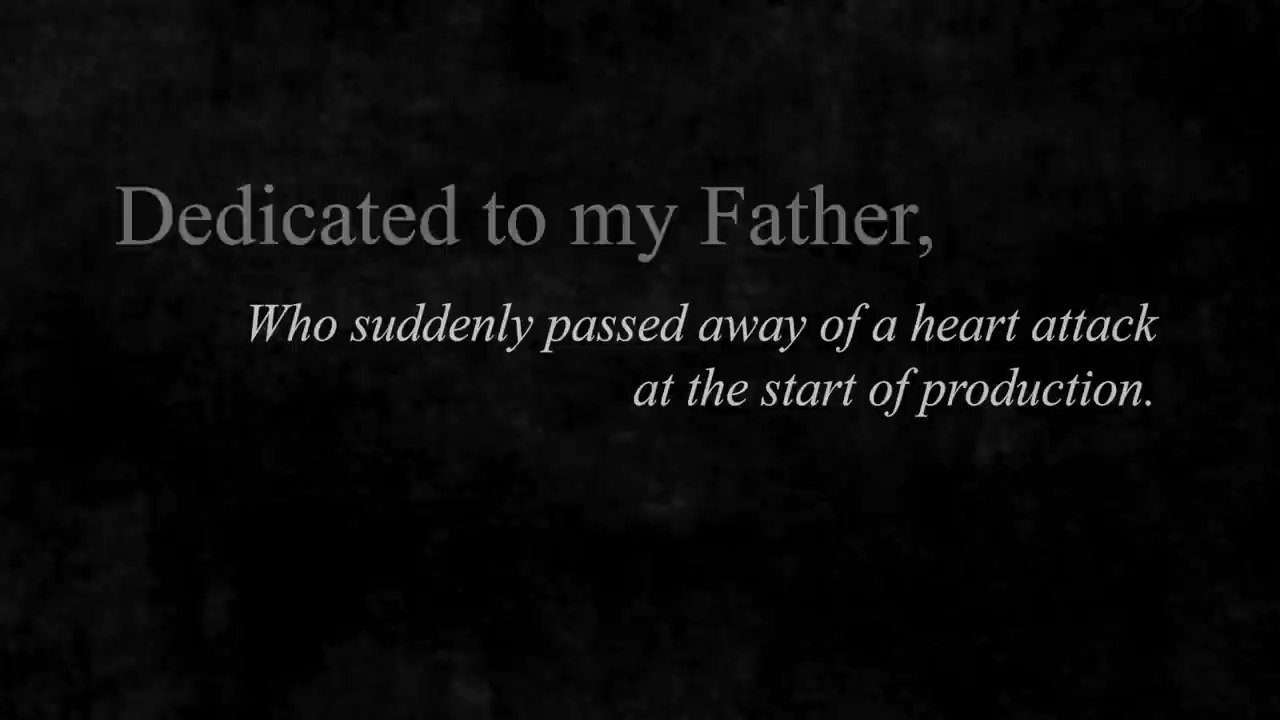 Dedicated to my Father,
Who suddenly passed away of a heart attack
at the start of production.